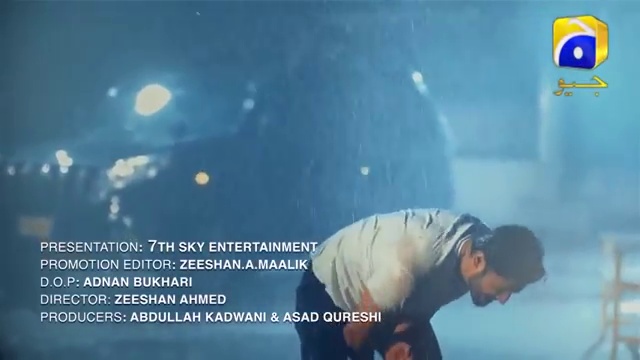 جیو
PRESENTATION: 7TH SKY ENTERTAINMENT
PROMOTION EDITOR: ZEESHAN.A.MAALIK
D.O.P: ADNAN BUKHARI
DIRECTOR: ZEESHAN AHMED
PRODUCERS: ABDULLAH KADWANI & ASAD QURESHI